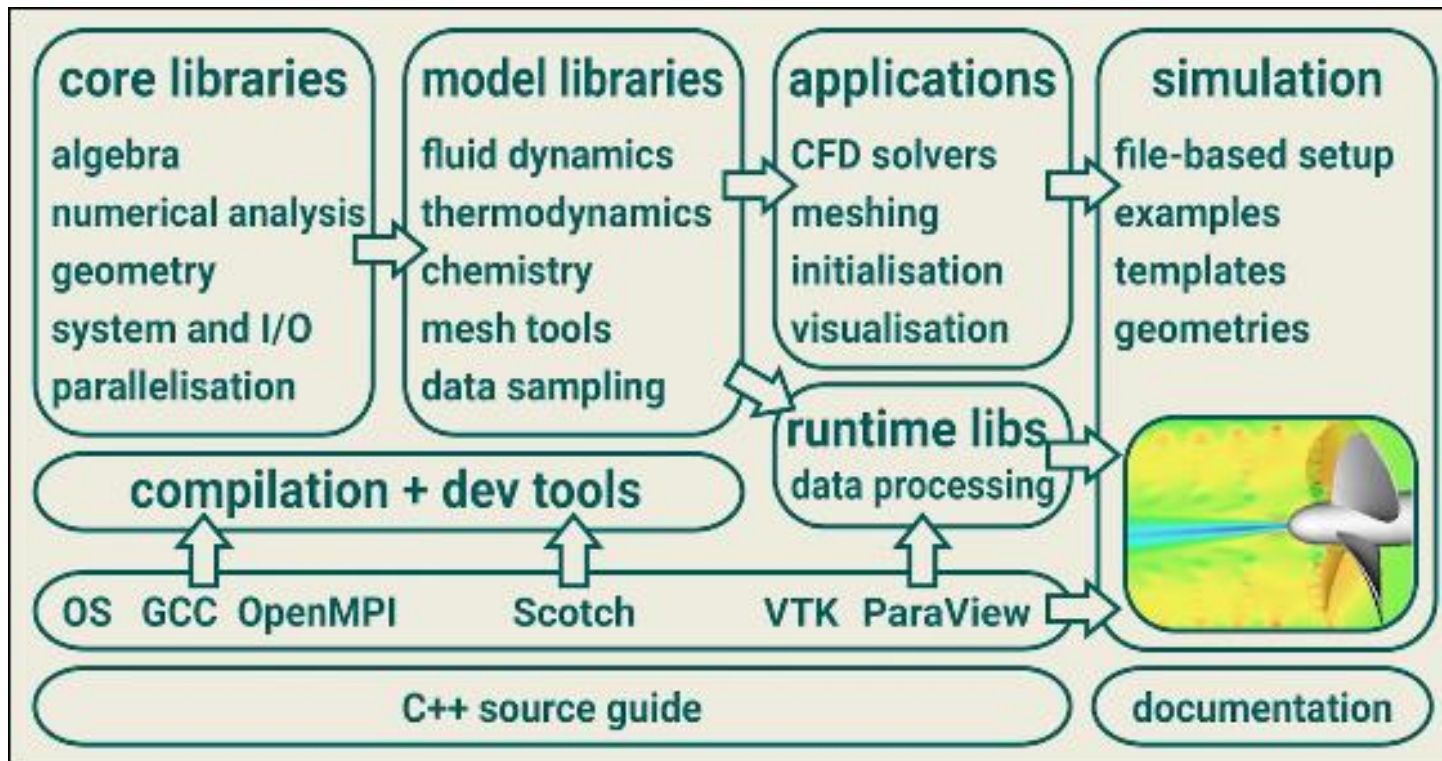 core libraries
algebra
numerical analysis
geometry
system and I/O
parallelisation
model libraries
fluid dynamics
thermodynamics
chemistry
mesh tools
data sampling
applications
CFD solvers
meshing
initialisation
visualisation
runtime libs
data processing
simulation
file-based setup
examples
templates
geometries
compilation + dev tools
OS GCC OpenMPI Scotch VTK ParaView
C++ source guide
documentation